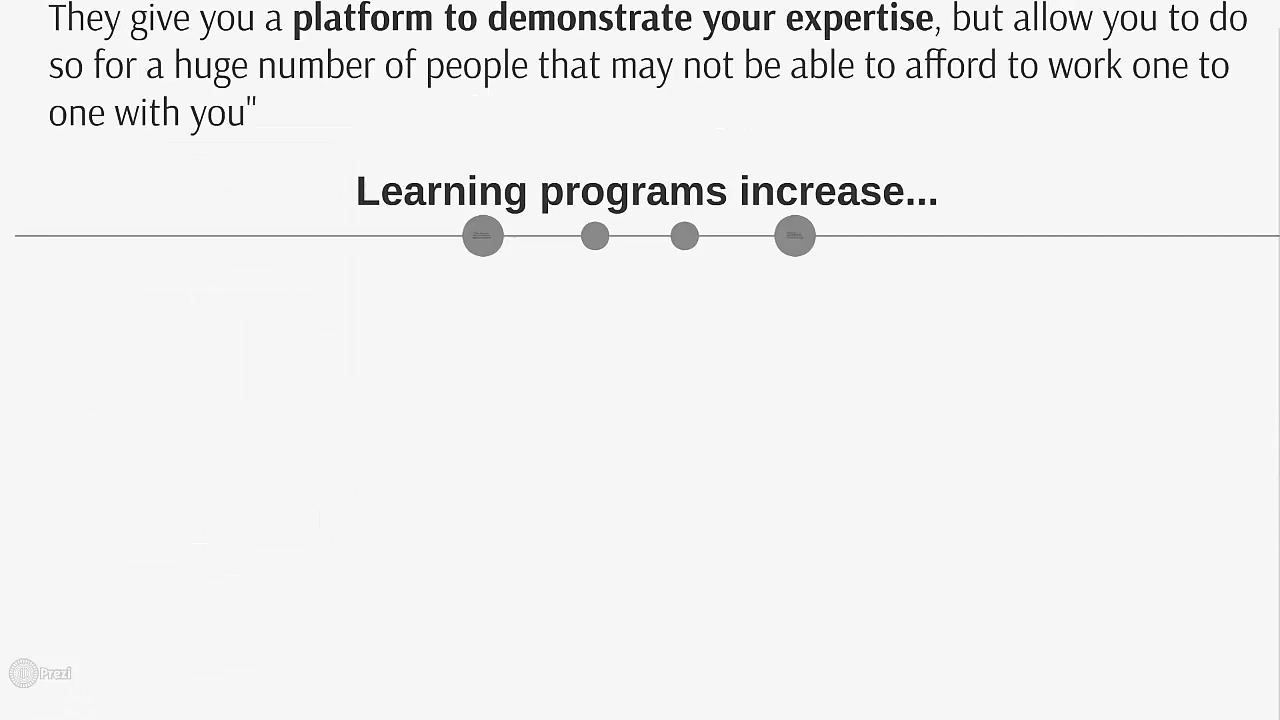 They give you a platform to demonstrate your expertise, but allow you to do
so for a huge number of people that may not be able to afford to work one to
one with you"
Learning programs increase...
Prezi